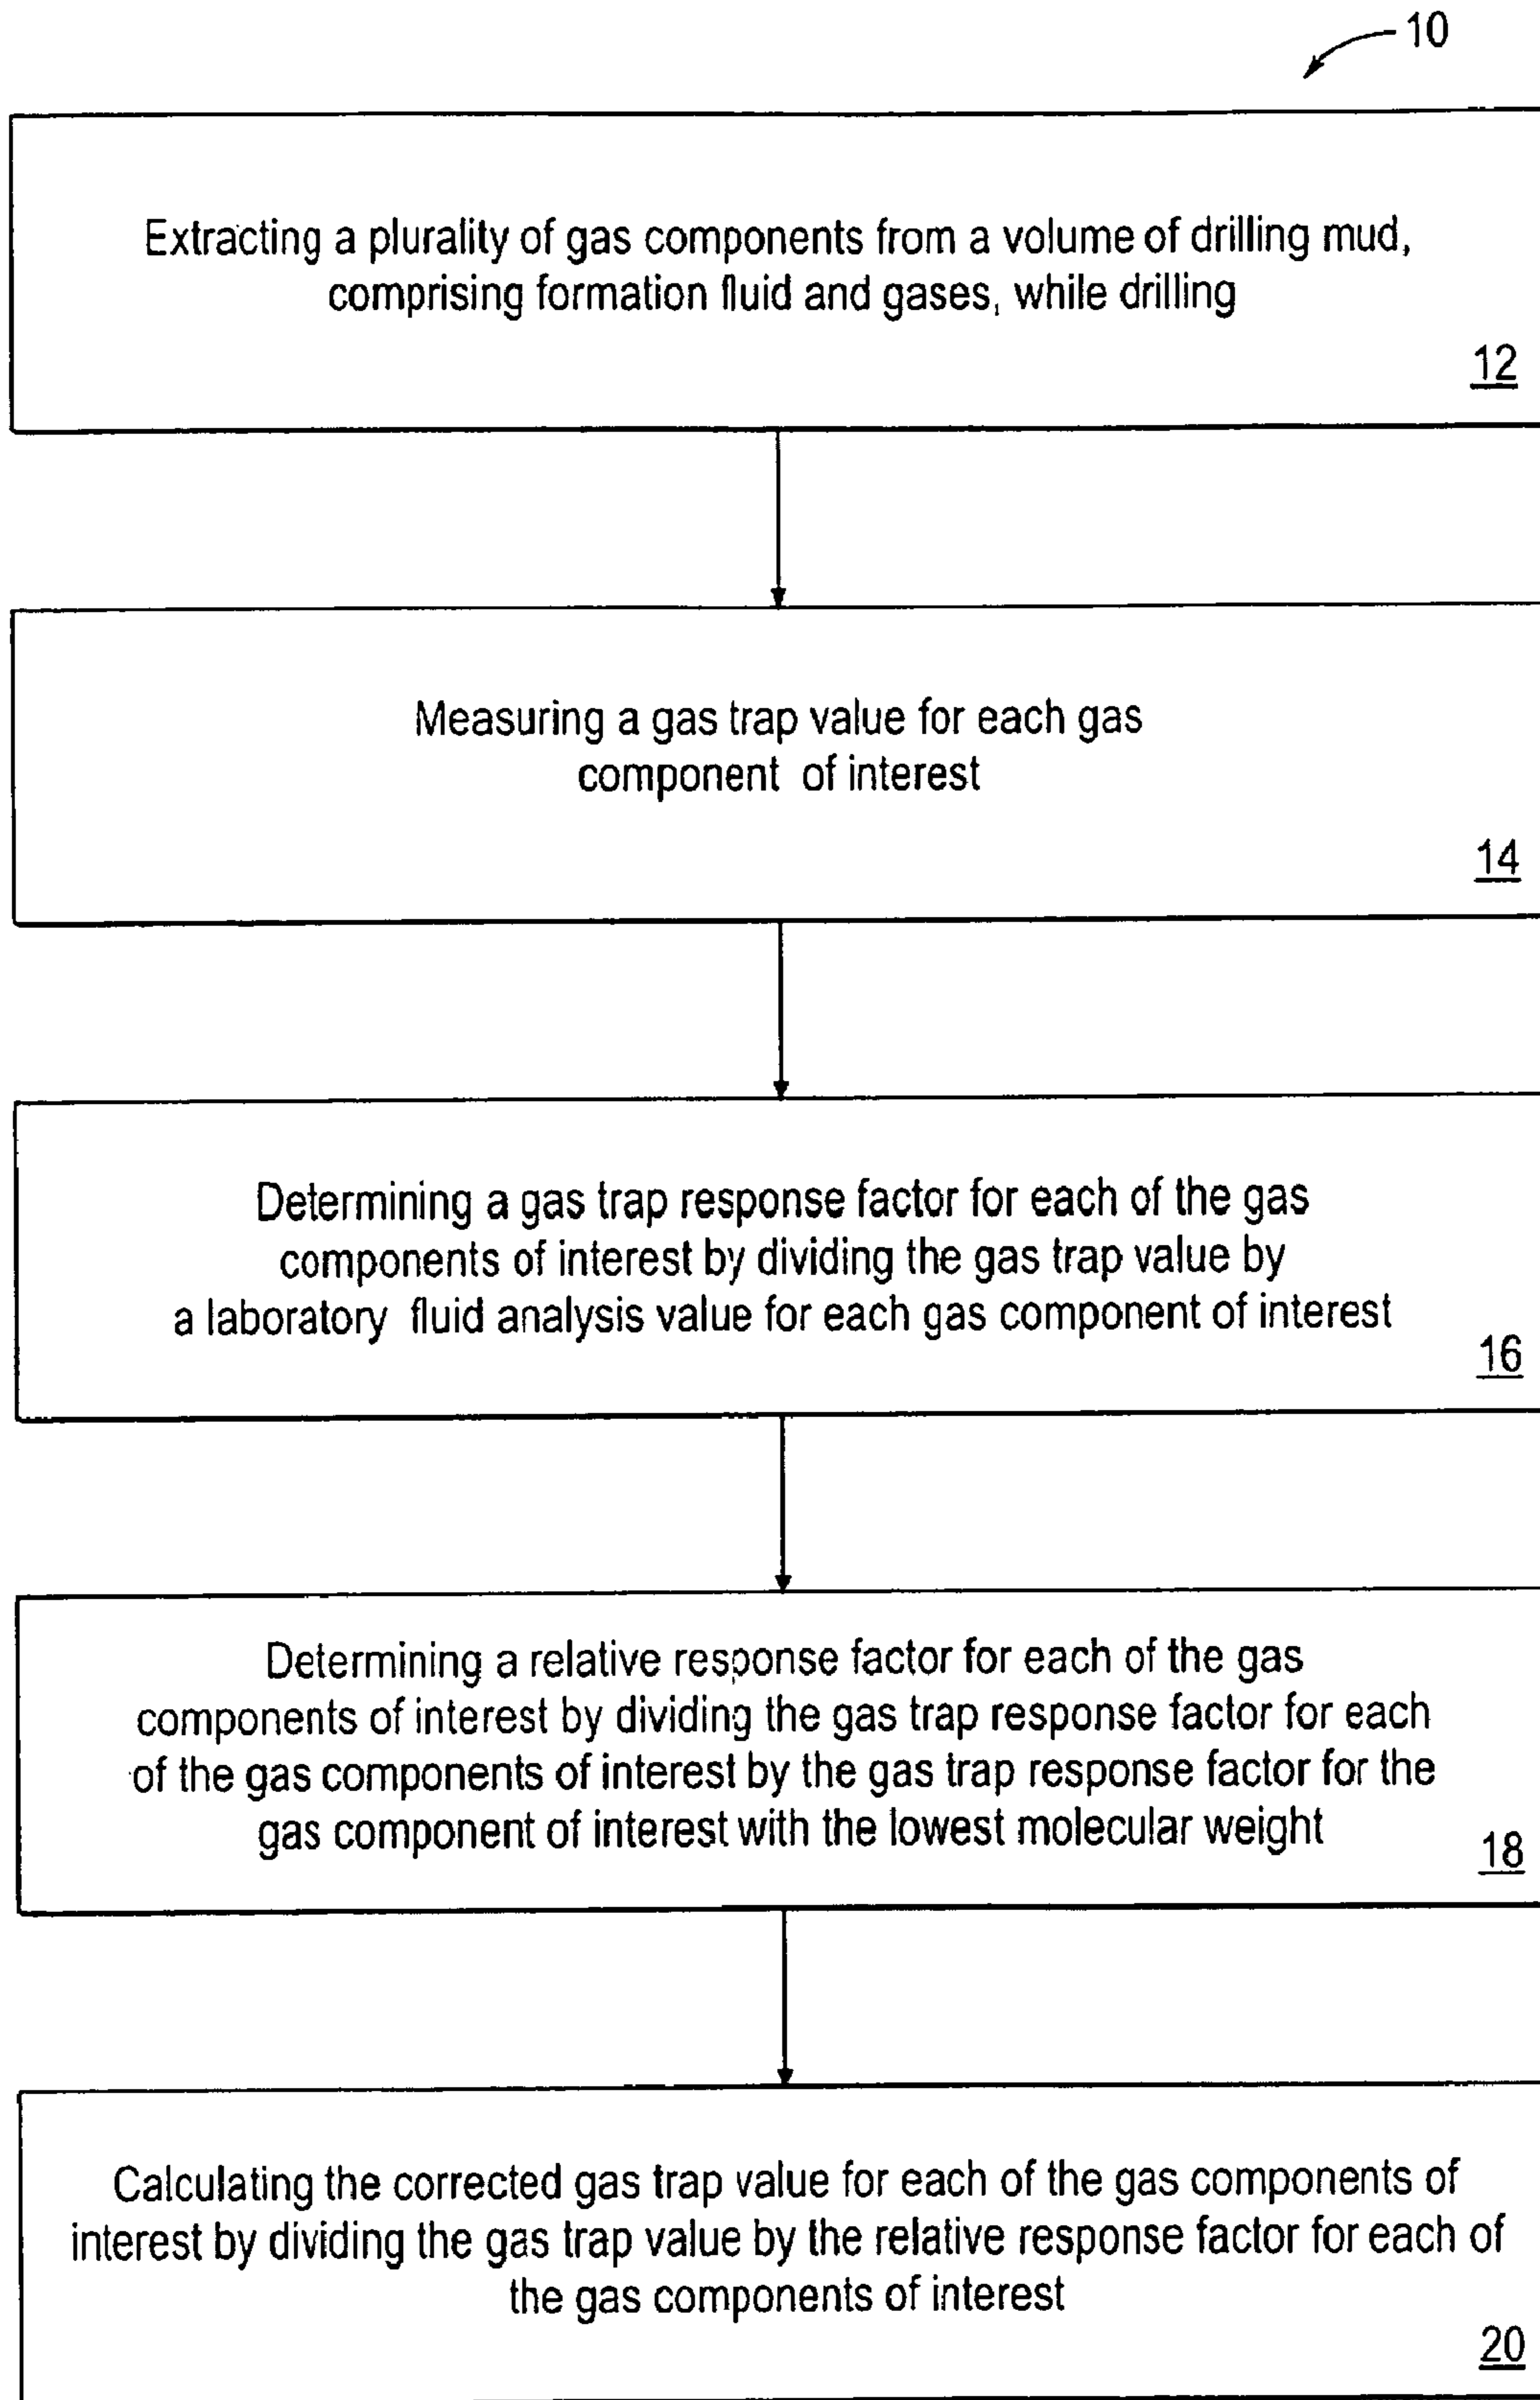 10
Extracting a plurality of gas components from a volume of drilling mud,
comprising formation fluid and gases, while drilling
12
Measuring a gas trap value for each gas
component of interest
14
Determining a gas trap response factor for each of the gas
components of interest by dividing the gas trap value by
a laboratory fluid analysis value for each gas component of interest
16
Determining a relative response factor for each of the gas
components of interest by dividing the gas trap response factor for each
of the gas components of interest by the gas trap response factor for the
gas component of interest with the lowest molecular weight
18
Calculating the corrected gas trap value for each of the gas components of
interest by dividing the gas trap value by the relative response factor for each of
the gas components of interest
20